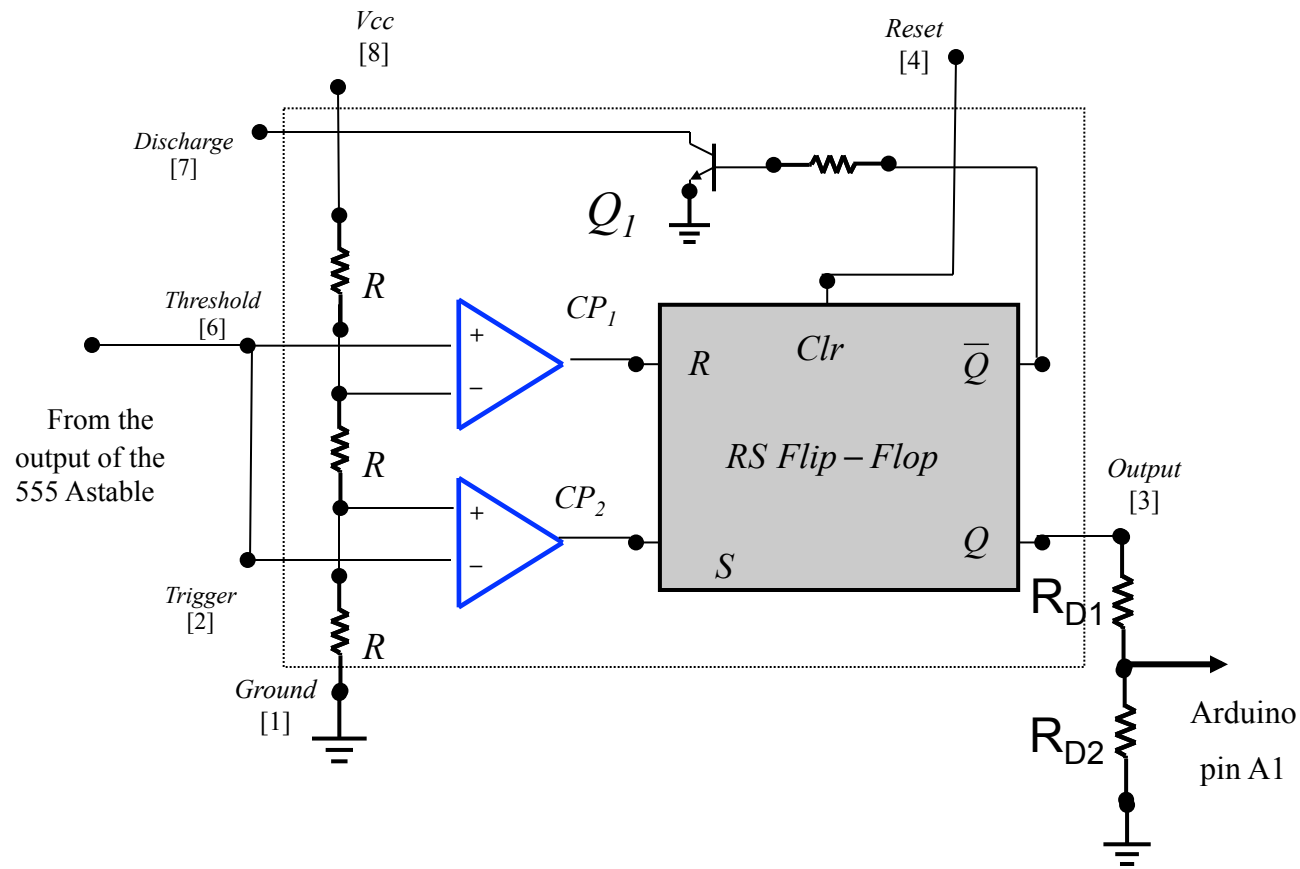 Vcc
[8]
Reset
[4]
Discharge
[7]
Q1
R
Threshold
[6]
CP1
+
−
R
Clr
Q̅
From the
output of the
555 Astable
R
RS Flip – Flop
CP2
+
−
S
Q
Output
[3]
Trigger
[2]
R
RD1
Ground
[1]
Arduino
pin A1
RD2